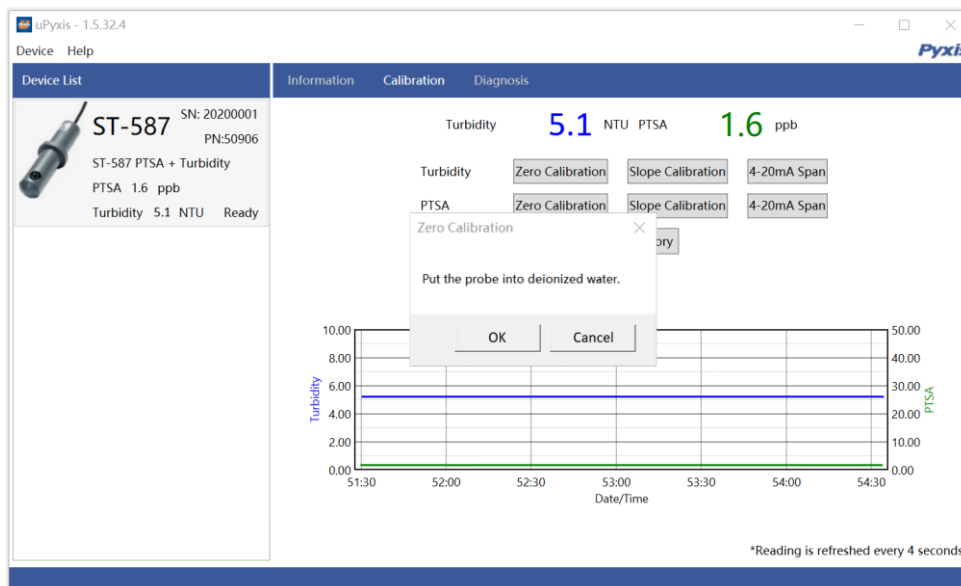 uPyxis - 1.5.32.4
Device Help
Pyxis
Device List
Information Calibration Diagnosis
ST-587
SN: 20200001
PN:50906
ST-587 PTSA + Turbidity
PTSA 1.6 ppb
Turbidity 5.1 NTU Ready
Turbidity 5.1 NTU PTSA 1.6 ppb
Turbidity Zero Calibration Slope Calibration 4-20mA Span
PTSA Zero Calibration Slope Calibration 4-20mA Span
ory
Zero Calibration
Put the probe into deionized water.
OK Cancel
10.00 50.00
8.00 40.00
6.00 30.00
4.00 20.00
2.00 10.00
0.00 0.00
Turbidity
PTSA
51:30 52:00 52:30 53:00 53:30 54:00 54:30
Date/Time
*Reading is refreshed every 4 seconds